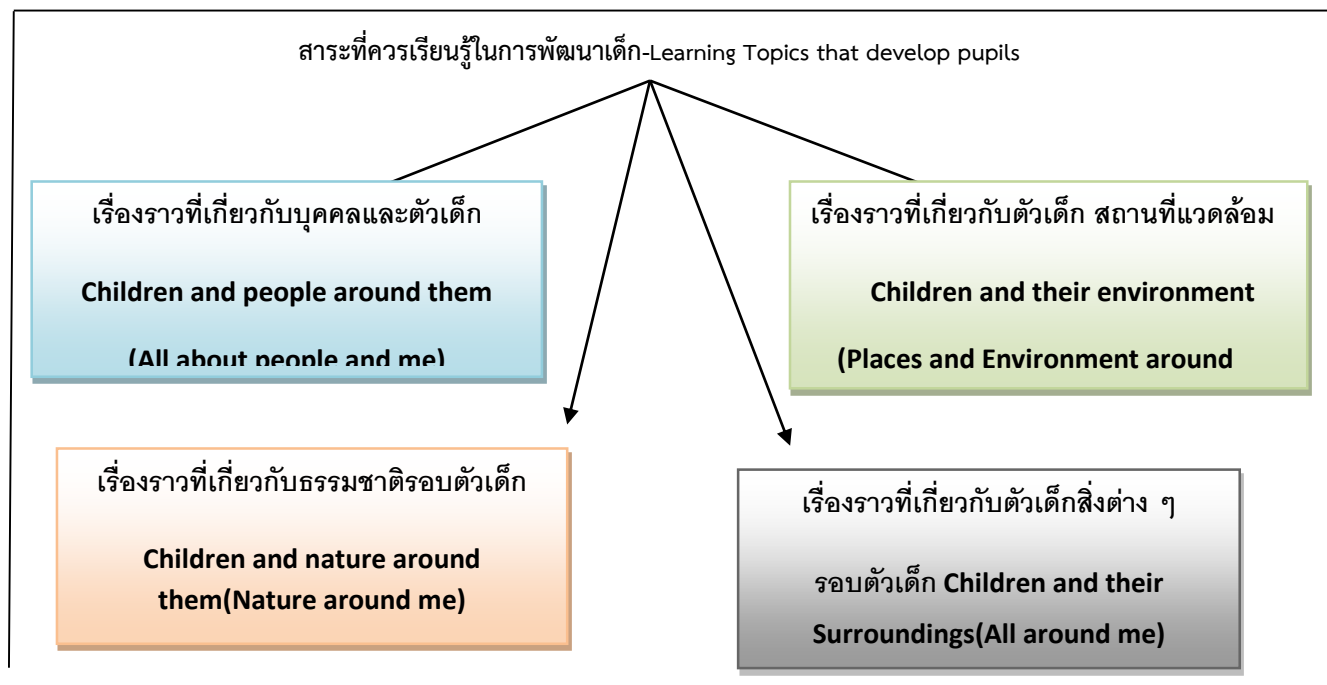 สาระที่ควรเรียนรู้ในการพัฒนาเด็ก-Learning Topics that develop pupils
เรื่องราวที่เกี่ยวกับบุคคลและตัวเด็ก
Children and people around them
(All about people and me)
เรื่องราวที่เกี่ยวกับตัวเด็ก สถานที่แวดล้อม
Children and their environment
(Places and Environment around
เรื่องราวที่เกี่ยวกับธรรมชาติรอบตัวเด็ก
Children and nature around
them(Nature around me)
เรื่องราวที่เกี่ยวกับตัวเด็กสิ่งต่าง ๆ
รอบตัวเด็ก Children and their
Surroundings(All around me)